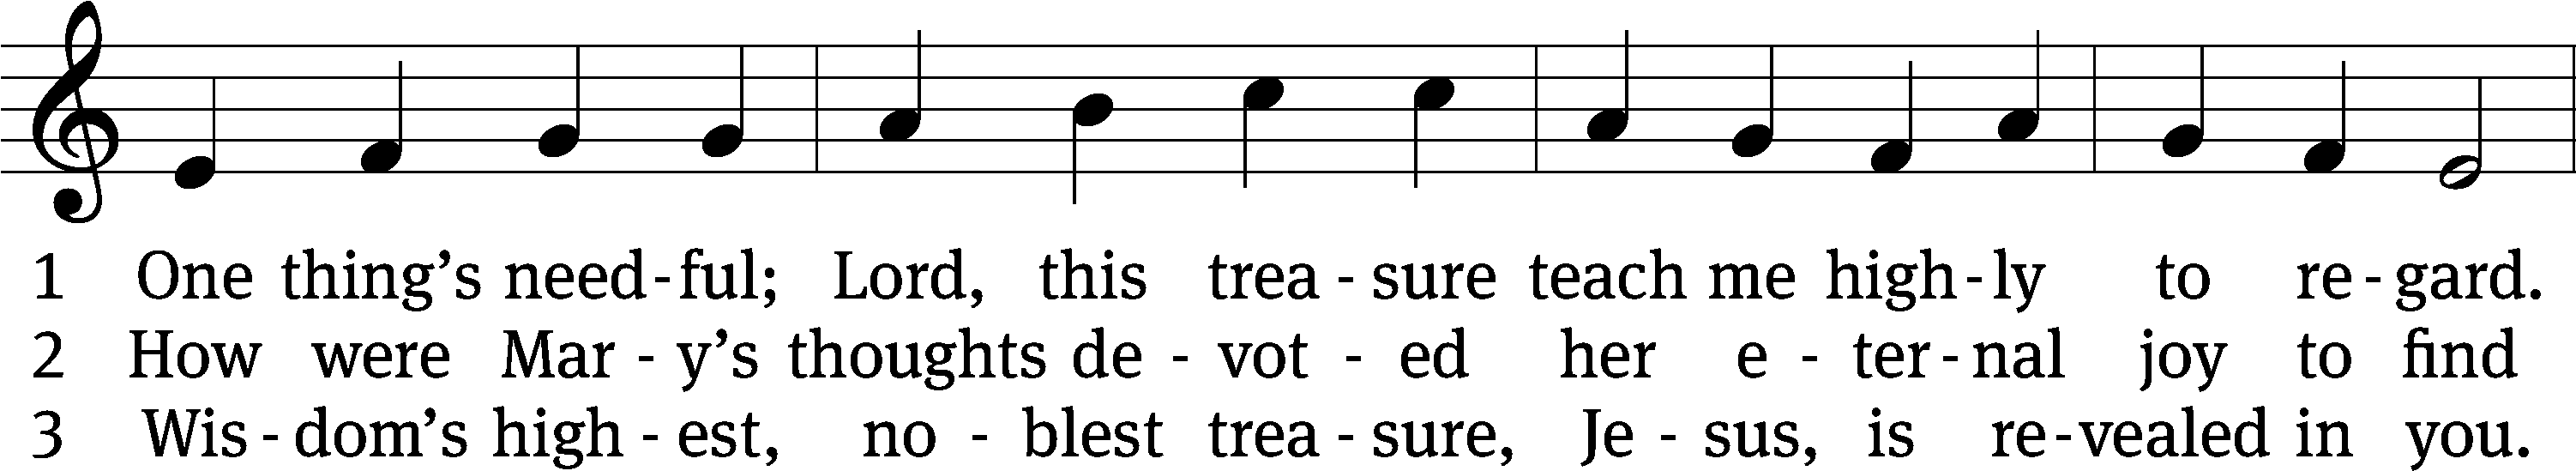 1 One thing’s need-ful; Lord, this trea - sure teach me high-ly to re - gard.
2 How were Mar - y’s thoughts de - vot - ed her e - ter - nal joy to find
3 Wis - dom’s high - est, no - blest trea - sure, Je - sus, is re - vealed in you.